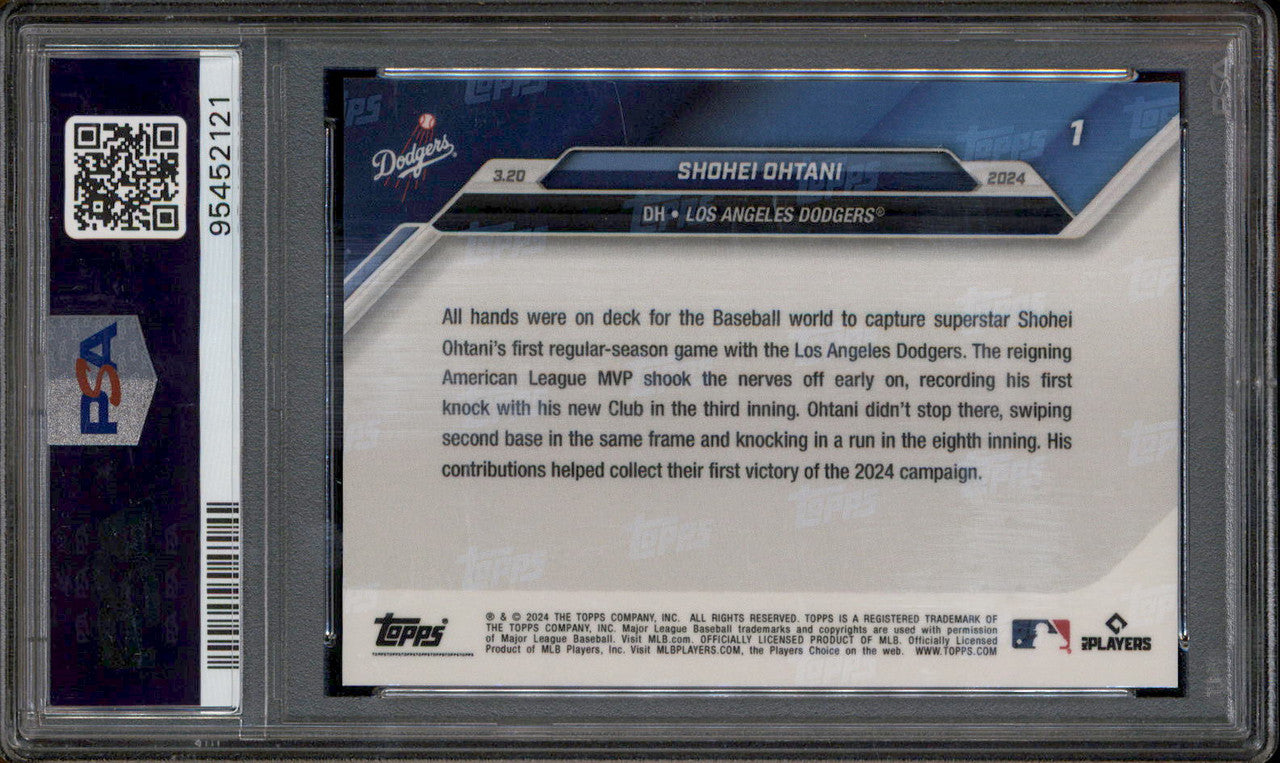 95452121
PSA
Dodgers
1
3.20
SHOHEI OHTANI
2024
DH • LOS ANGELES DODGERS®
All hands were on deck for the Baseball world to capture superstar Shohei
Ohtani's first regular-season game with the Los Angeles Dodgers. The reigning
American League MVP shook the nerves off early on, recording his first
knock with his new Club in the third inning. Ohtani didn't stop there, swiping
second base in the same frame and knocking in a run in the eighth inning. His
contributions helped collect their first victory of the 2024 campaign.
Topps®
® & © 2024 THE TOPPS COMPANY, INC. ALL RIGHTS RESERVED. TOPPS IS A REGISTERED TRADEMARK OF
THE TOPPS COMPANY, INC. Major League Baseball trademarks and copyrights are used with permission
of Major League Baseball. Visit MLB.com. OFFICIALLY LICENSED PRODUCT OF MLB. Officially Licensed
Product of MLB Players, Inc. Visit MLBPLAYERS.COM, the Players Choice on the web. WWW.TOPPS.COM
PLAYERS